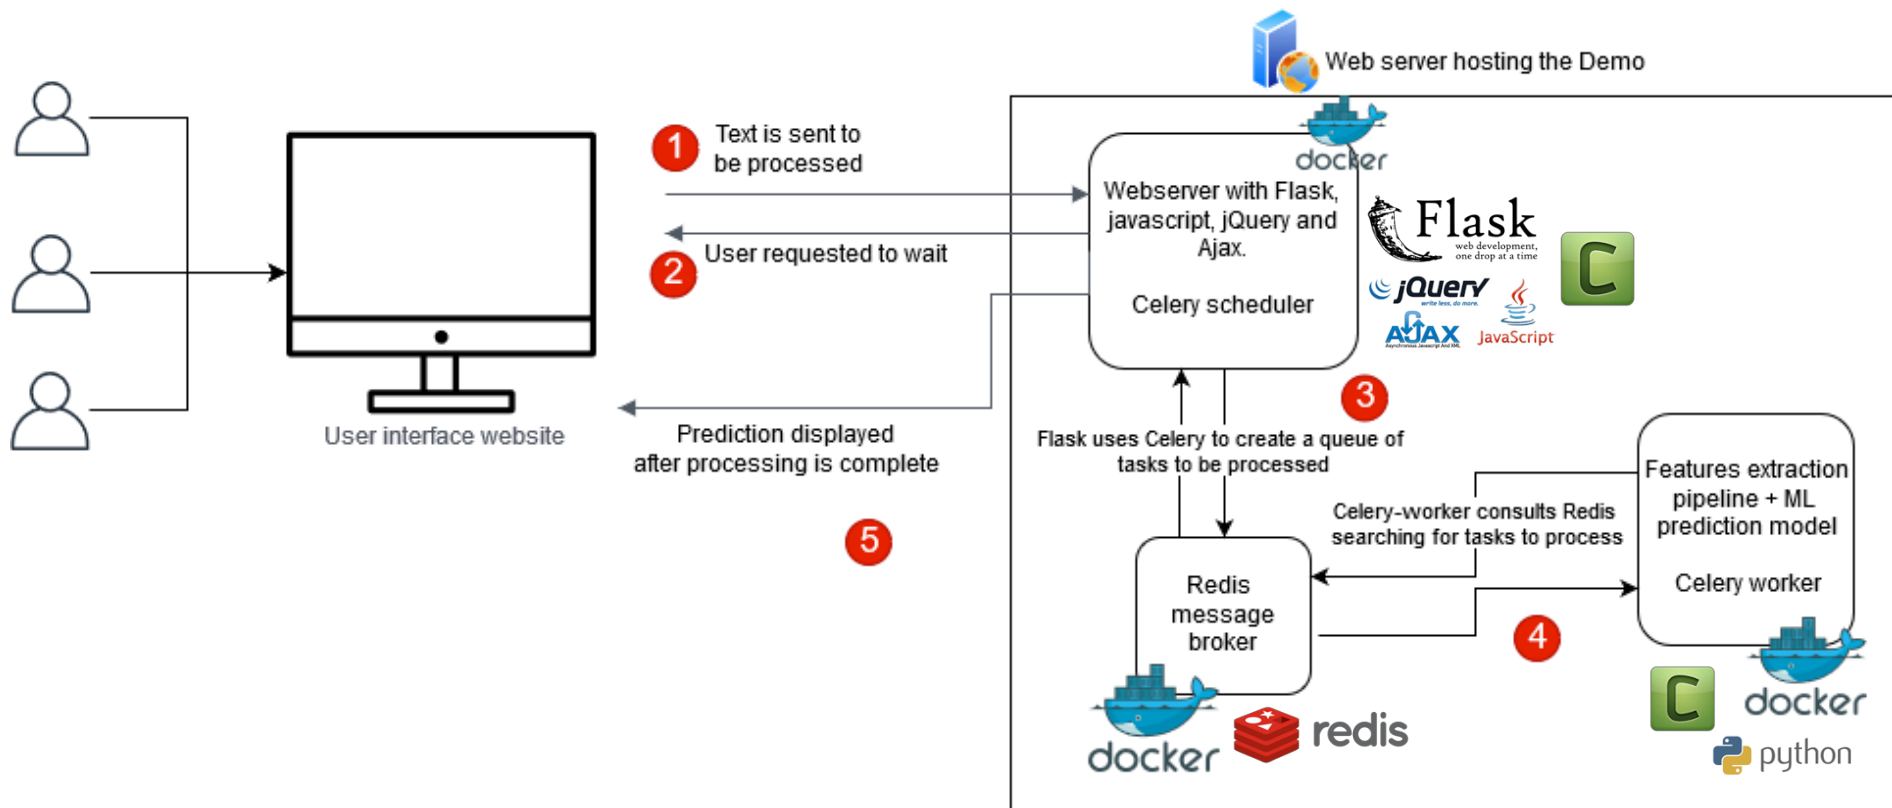 Web server hosting the Demo
1
Text is sent to
be processed
docker
Webserver with Flask,
javascript, jQuery and
Ajax.
Celery scheduler
Flask
web development,
one drop at a time
C
jQuery
write less, do more.
AJAX
Asynchronous Javascript And XML
JavaScript
2
User requested to wait
User interface website
Prediction displayed
after processing is complete
3
Flask uses Celery to create a queue of
tasks to be processed
Features extraction
pipeline + ML
prediction model
Celery worker
Celery-worker consults Redis
searching for tasks to process
5
Redis
message
broker
4
docker
redis
C
docker
python